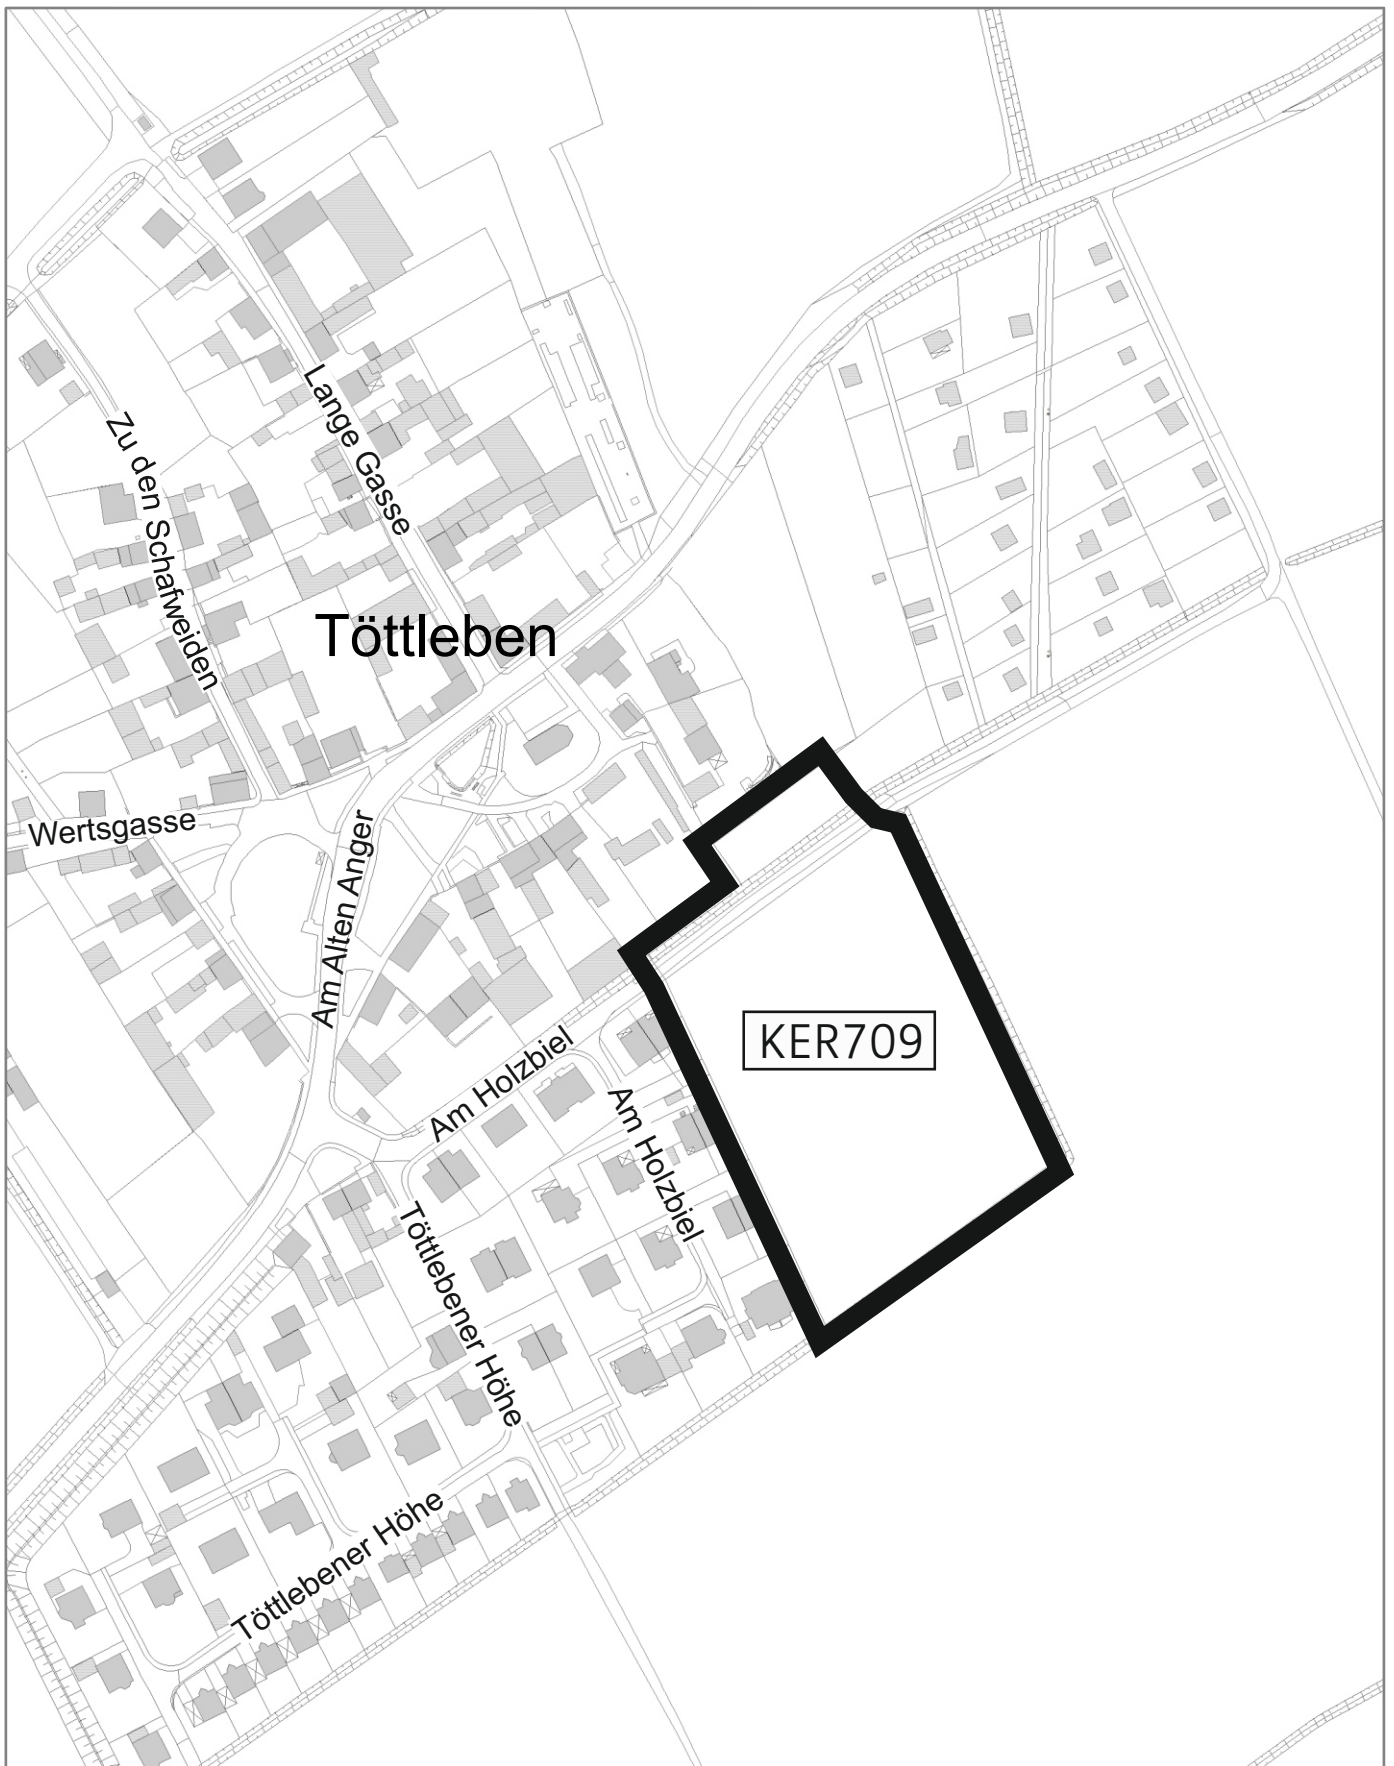 Lange Gasse
Zu den Schafweiden
Töttleben
Wertsgasse
Am Alten Anger
KER709
Am Holzbiel
Am Holzbiel
Töttlebener Höhe
Töttlebener Höhe